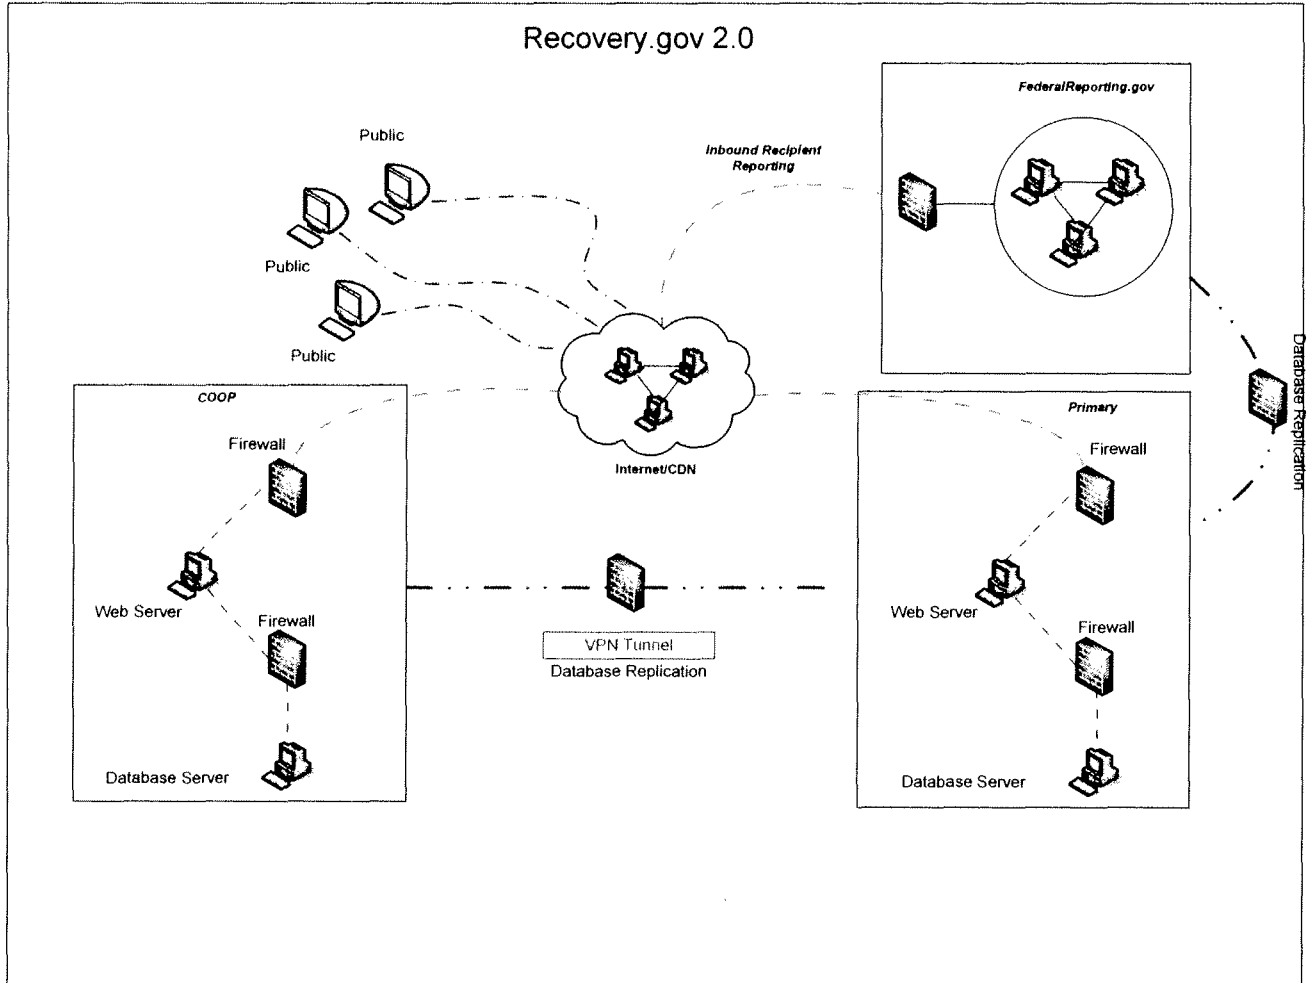 Recovery.gov 2.0
FederalReporting.gov
Public
Inbound Recipient
Reporting
Public
Public
Database Replication
COOP
Primary
Firewall
Firewall
Internet/CDN
Web Server
Web Server
Firewall
Firewall
VPN Tunnel
Database Replication
Database Server
Database Server